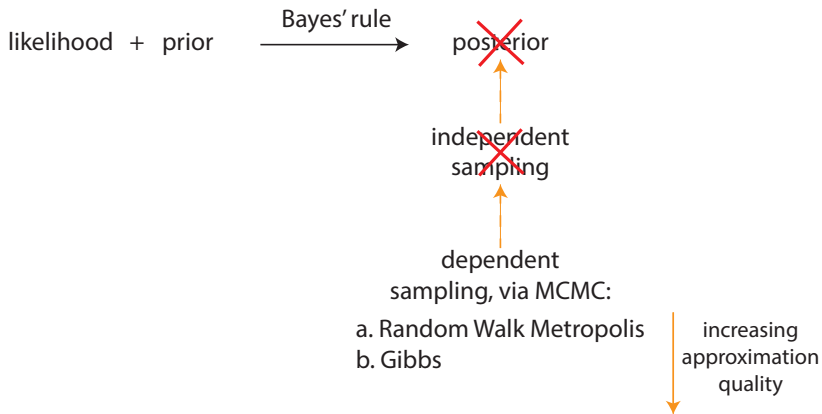 Bayes' rule
likelihood + prior
posterior
independent
sampling
dependent
sampling, via MCMC:
a. Random Walk Metropolis
b. Gibbs
increasing
approximation
quality